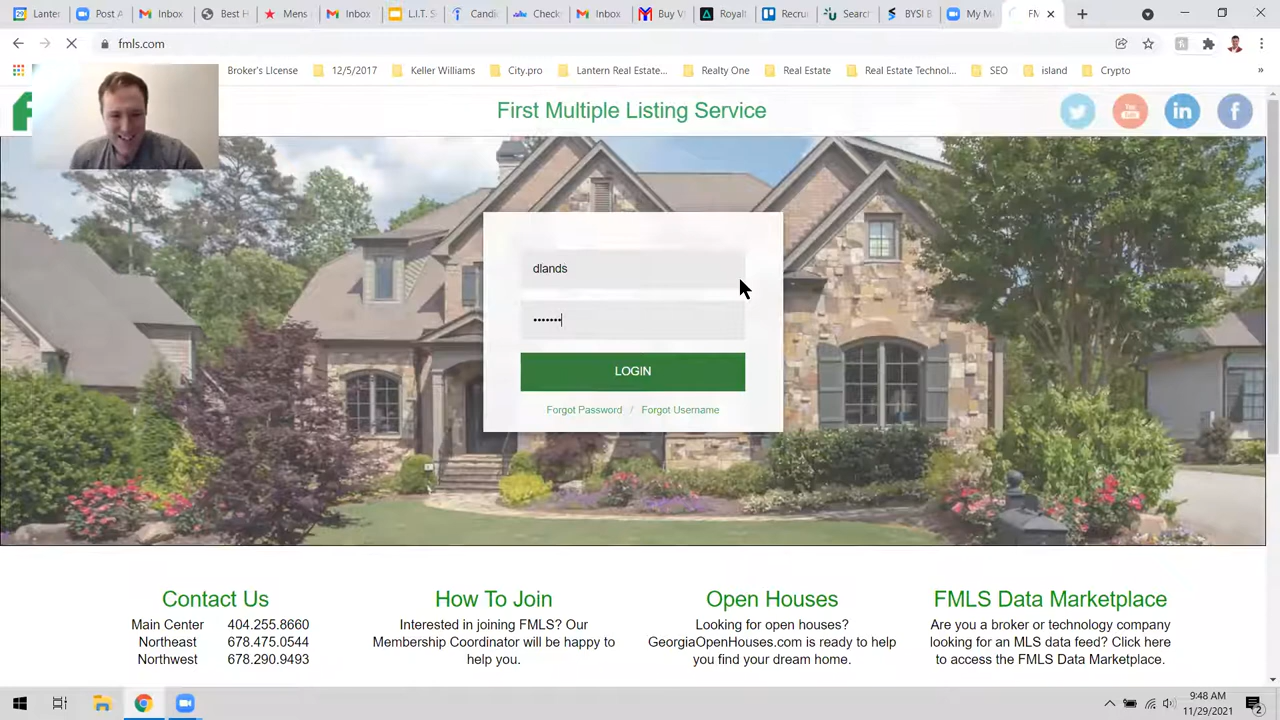 Lanter
Post A
Inbox
Best H
Mens
Inbox
L.I.T. S
Candi
Checke
Inbox
Buy V
Royalt
Recru
Search
BYSI B
My M
FM
fmls.com
Broker's License
12/5/2017
Keller Williams
City.pro
Lantern Real Estate...
Realty One
Real Estate
Real Estate Technol...
SEO
island
Crypto
»
First Multiple Listing Service
dlands
•••••••
LOGIN
Forgot Password / Forgot Username
Contact Us
Main Center 404.255.8660
Northeast 678.475.0544
Northwest 678.290.9493
How To Join
Interested in joining FMLS? Our
Membership Coordinator will be happy to
help you.
Open Houses
Looking for open houses?
GeorgiaOpenHouses.com is ready to help
you find your dream home.
FMLS Data Marketplace
Are you a broker or technology company
looking for an MLS data feed? Click here
to access the FMLS Data Marketplace.
9:48 AM
11/29/2021
2